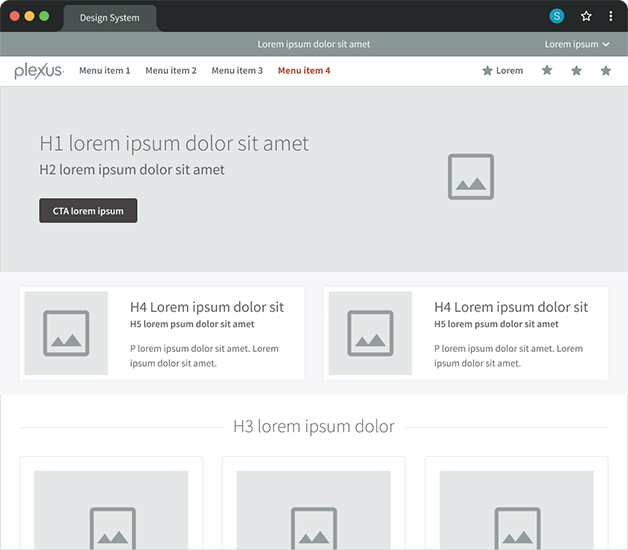 Design System
S
Lorem ipsum dolor sit amet
Lorem ipsum
plexus
Menu item 1
Menu item 2
Menu item 3
Menu item 4
Lorem
H1 lorem ipsum dolor sit amet
H2 lorem ipsum dolor sit amet
CTA lorem ipsum
H4 Lorem ipsum dolor sit
H5 lorem psum dolor sit amet
P lorem ipsum dolor sit amet. Lorem
ipsum dolor sit amet.
H4 Lorem ipsum dolor sit
H5 lorem psum dolor sit amet
P lorem ipsum dolor sit amet. Lorem
ipsum dolor sit amet.
H3 lorem ipsum dolor